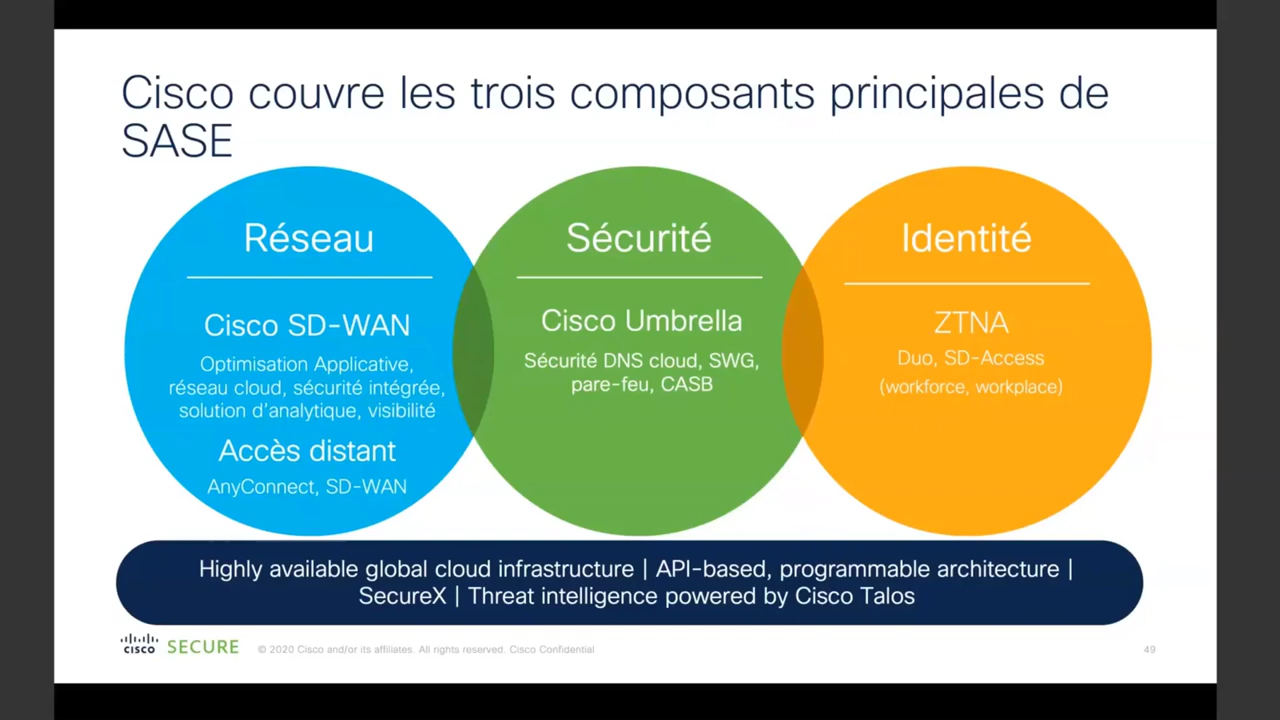 Cisco couvre les trois composants principales de
SASE
Réseau
Cisco SD-WAN
Optimisation Applicative,
réseau cloud, sécurité intégrée,
solution d'analytique, visibilité
Accès distant
AnyConnect, SD-WAN
Sécurité
Cisco Umbrella
Sécurité DNS cloud, SWG,
pare-feu, CASB
Identité
ZTNA
Duo, SD-Access
(workforce, workplace)
Highly available global cloud infrastructure | API-based, programmable architecture |
SecureX | Threat intelligence powered by Cisco Talos
cisco SECURE © 2020 Cisco and/or its affiliates. All rights reserved. Cisco Confidential 49